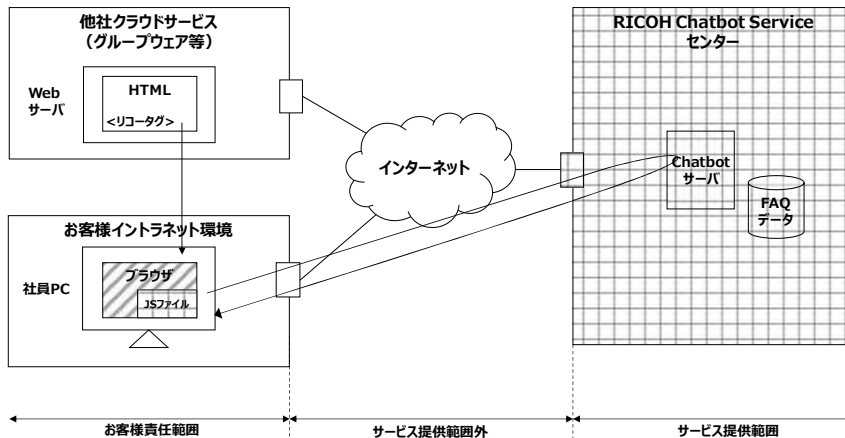 他社クラウドサービス
（グループウェア等）
Web
サーバ
HTML
<リコータグ>
インターネット
RICOH Chatbot Service
センター
Chatbot
サーバ
FAQ
データ
お客様イントラネット環境
社員PC
ブラウザ
JSファイル
お客様責任範囲
サービス提供範囲外
サービス提供範囲